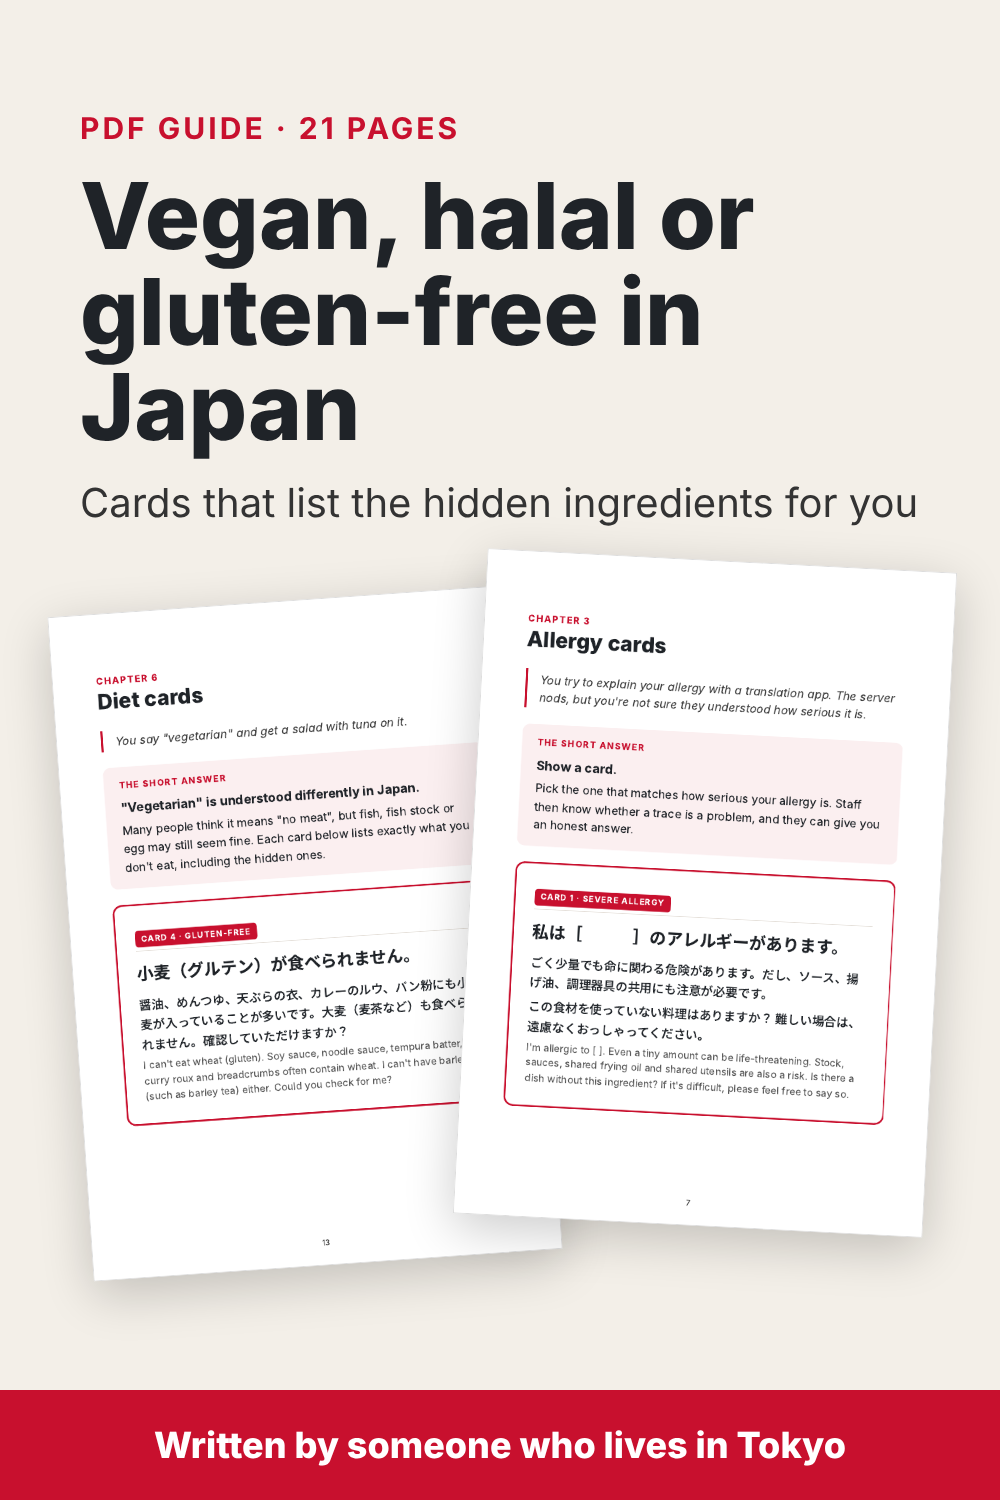 PDF GUIDE · 21 PAGES
Vegan, halal or
gluten-free in
Japan
Cards that list the hidden ingredients for you
CHAPTER 6
Diet cards
You say "vegetarian" and get a salad with tuna on it.
THE SHORT ANSWER
"Vegetarian" is understood differently in Japan.
Many people think it means "no meat", but fish, fish stock or
egg may still seem fine. Each card below lists exactly what you
don't eat, including the hidden ones.
CARD 4 · GLUTEN-FREE
小麦（グルテン）が食べられません。
醤油、めんつゆ、天ぷらの衣、カレーのルウ、パン粉にも小
麦が入っていることが多いです。大麦（麦茶など）も食べら
れません。確認していただけますか？
I can't eat wheat (gluten). Soy sauce, noodle sauce, tempura batter,
curry roux and breadcrumbs often contain wheat. I can't have
(such as barley tea) either. Could you check for me?
13
CHAPTER 3
Allergy cards
You try to explain your allergy with a translation app. The server
nods, but you're not sure they understood how serious it is.
THE SHORT ANSWER
Show a card.
Pick the one that matches how serious your allergy is. Staff
then know whether a trace is a problem, and they can give you
an honest answer.
CARD 1 · SEVERE ALLERGY
私は［　　　］のアレルギーがあります。
ごく少量でも命に関わる危険があります。だし、ソース、揚
げ油、調理器具の共用にも注意が必要です。
この食材を使っていない料理はありますか？ 難しい場合は、
遠慮なくおっしゃってください。
I'm allergic to [ ]. Even a tiny amount can be life-threatening. Stock,
sauces, shared frying oil and shared utensils are also a risk. Is there a
dish without this ingredient? If it's difficult, please feel free to say so.
7
Written by someone who lives in Tokyo